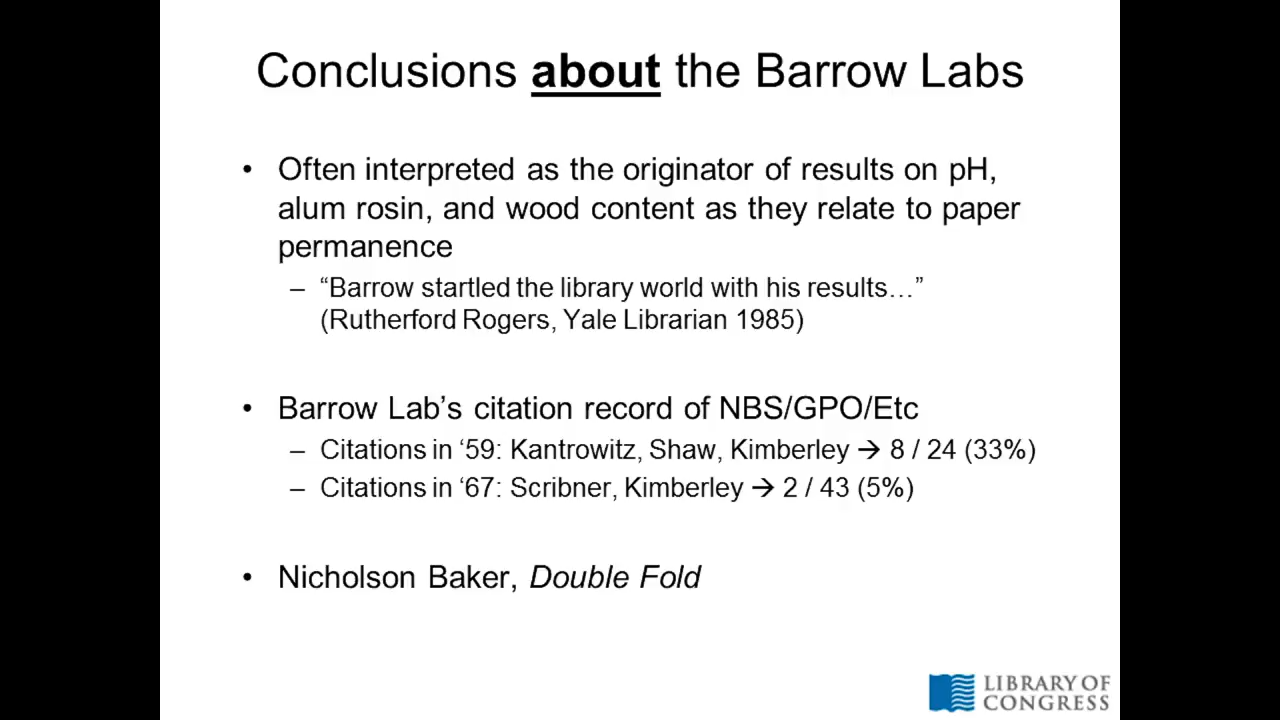 Conclusions about the Barrow Labs
• Often interpreted as the originator of results on pH,
alum rosin, and wood content as they relate to paper
permanence
– “Barrow startled the library world with his results…”
(Rutherford Rogers, Yale Librarian 1985)
• Barrow Lab’s citation record of NBS/GPO/Etc
– Citations in ‘59: Kantrowitz, Shaw, Kimberley → 8 / 24 (33%)
– Citations in ‘67: Scribner, Kimberley → 2 / 43 (5%)
• Nicholson Baker, Double Fold
LIBRARY OF
CONGRESS